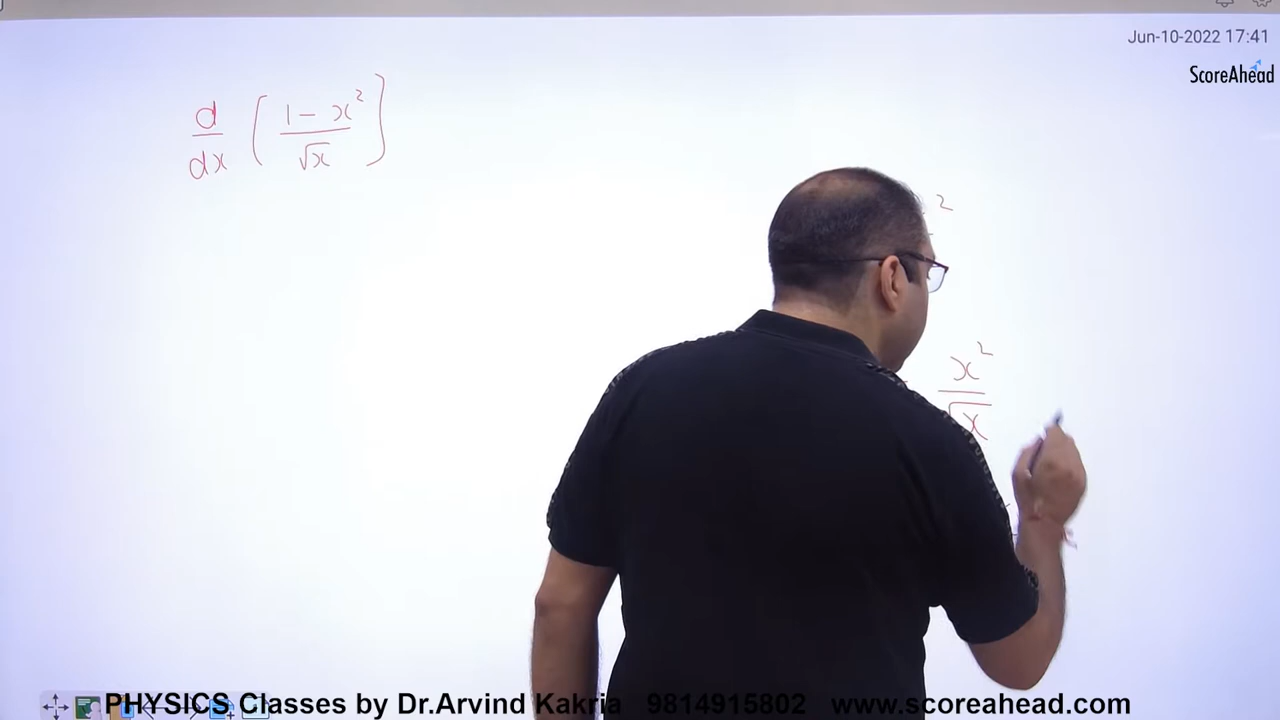 Jun-10-2022 17:41
ScoreAhead
d/dx (1 - x²/√x)
2
x²/√x
PHYSICS Classes by Dr.Arvind Kakria 9814915802 www.scoreahead.com